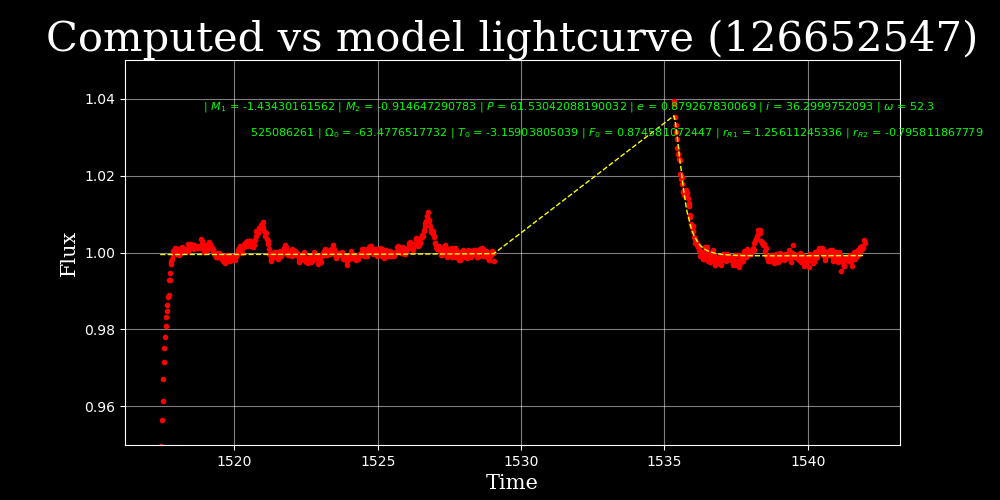 Computed vs model lightcurve (126652547)
| M₁ = -1.43430161562 | M₂ = -0.914647290783 | P = 61.53042088190032 | e = 0.879267830069 | i = 36.2999752093 | ω = 52.3
525086261 | Ω₀ = -63.4776517732 | T₀ = -3.15903805039 | F₀ = 0.874581072447 | r_R1 = 1.25611245336 | r_R2 = -0.795811867779
1.04
1.02
1.00
0.98
0.96
Flux
1520 1525 1530 1535 1540
Time